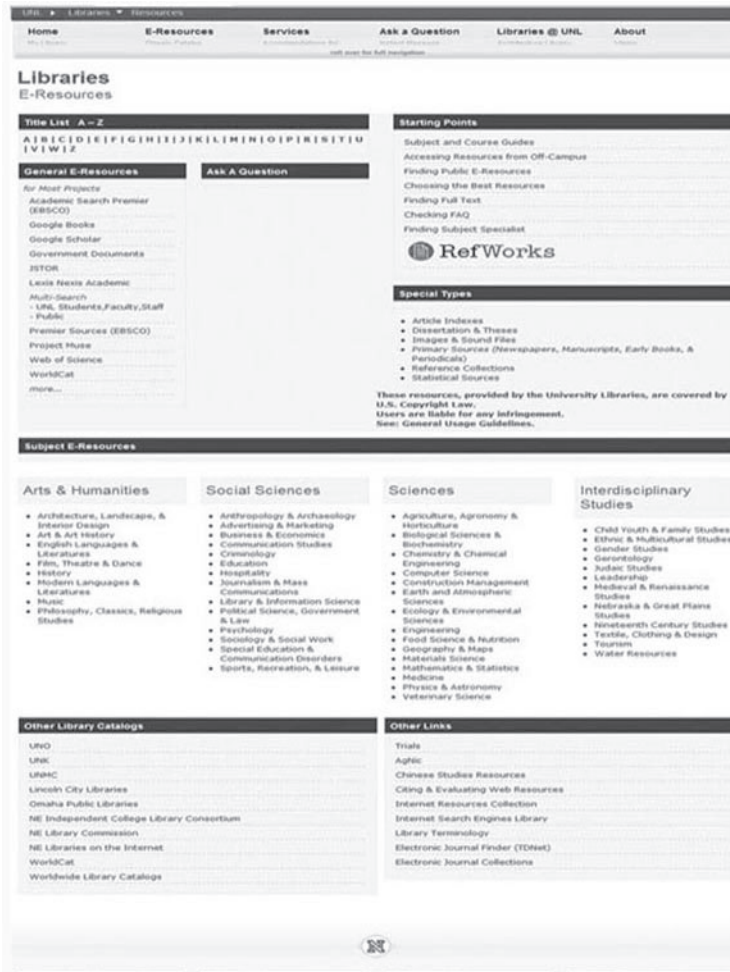 UNL ▸ Libraries ▾ Resources
Home E-Resources Services Ask a Question Libraries @ UNL About
roll over for full navigation
Libraries
E-Resources
Title List A – Z
A | B | C | D | E | F | G | H | I | J | K | L | M | N | O | P | R | S | T | U
| V | W | Z
General E-Resources
for Most Projects
Academic Search Premier
(EBSCO)
Google Books
Google Scholar
Government Documents
JSTOR
Lexis Nexis Academic
Multi-Search
- UNL Students,Faculty,Staff
- Public
Premier Sources (EBSCO)
Project Muse
Web of Science
WorldCat
more...
Ask A Question
Starting Points
Subject and Course Guides
Accessing Resources from Off-Campus
Finding Public E-Resources
Choosing the Best Resources
Finding Full Text
Checking FAQ
Finding Subject Specialist
RefWorks
Special Types
• Article Indexes
• Dissertation & Theses
• Images & Sound Files
• Primary Sources (Newspapers, Manuscripts, Early Books, &
Periodicals)
• Reference Collections
• Statistical Sources
These resources, provided by the University Libraries, are covered by
U.S. Copyright Law.
Users are liable for any infringement.
See: General Usage Guidelines.
Subject E-Resources
Arts & Humanities
• Architecture, Landscape, &
Interior Design
• Art & Art History
• English Languages &
Literatures
• Film, Theatre & Dance
• History
• Modern Languages &
Literatures
• Music
• Philosophy, Classics, Religious
Studies
Social Sciences
• Anthropology & Archaeology
• Advertising & Marketing
• Business & Economics
• Communication Studies
• Criminology
• Education
• Hospitality
• Journalism & Mass
Communications
• Library & Information Science
• Political Science, Government
& Law
• Psychology
• Sociology & Social Work
• Special Education &
Communication Disorders
• Sports, Recreation, & Leisure
Sciences
• Agriculture, Agronomy &
Horticulture
• Biological Sciences &
Biochemistry
• Chemistry & Chemical
Engineering
• Computer Science
• Construction Management
• Earth and Atmospheric
Sciences
• Ecology & Environmental
Sciences
• Engineering
• Food Science & Nutrition
• Geography & Maps
• Materials Science
• Mathematics & Statistics
• Medicine
• Physics & Astronomy
• Veterinary Science
Interdisciplinary
Studies
• Child Youth & Family Studies
• Ethnic & Multicultural Studies
• Gender Studies
• Gerontology
• Judaic Studies
• Leadership
• Medieval & Renaissance
Studies
• Nebraska & Great Plains
Studies
• Nineteenth Century Studies
• Textile, Clothing & Design
• Tourism
• Water Resources
Other Library Catalogs
UNO
UNK
UNMC
Lincoln City Libraries
Omaha Public Libraries
NE Independent College Library Consortium
NE Library Commission
NE Libraries on the Internet
WorldCat
Worldwide Library Catalogs
Other Links
Trials
AgNic
Chinese Studies Resources
Citing & Evaluating Web Resources
Internet Resources Collection
Internet Search Engines Library
Library Terminology
Electronic Journal Finder (TDNet)
Electronic Journal Collections
N